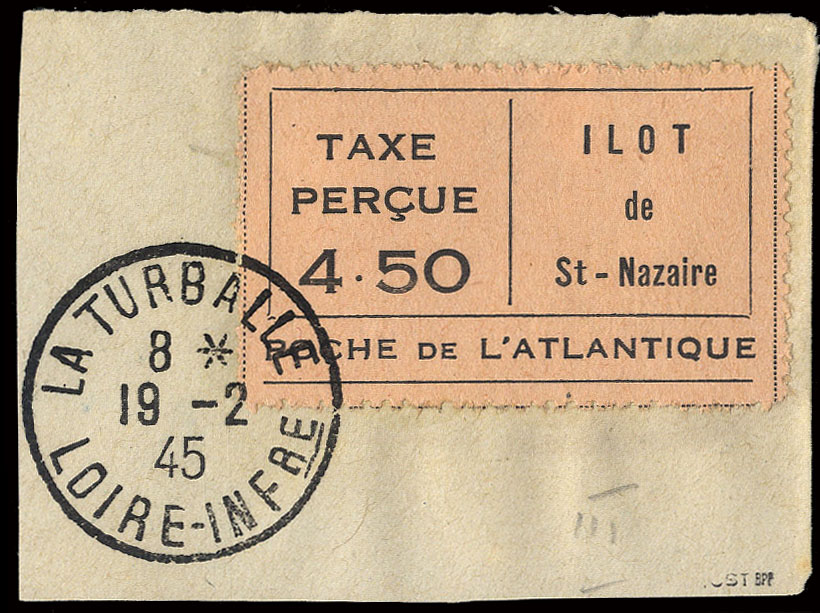 TAXE
PERÇUE
4·50
ILOT
de
St-Nazaire
POCHE DE L'ATLANTIQUE
LA TURBALLE
8 *
19 -2
45
LOIRE-INFRE
BPP